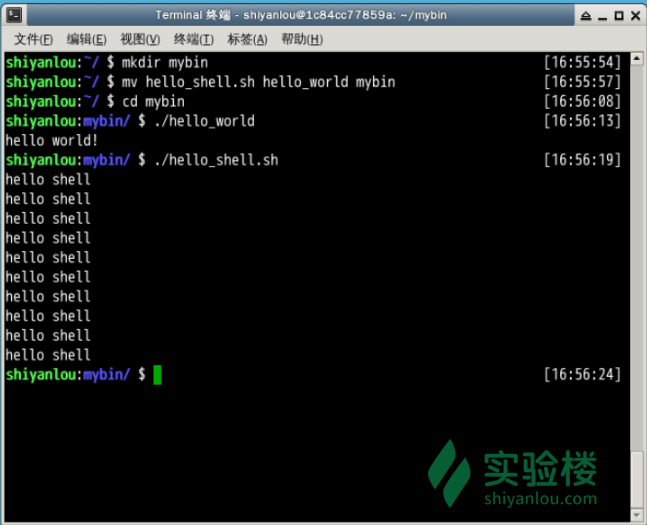 Terminal 终端 - shiyanlou@1c84cc77859a: ~/mybin
文件(F) 编辑(E) 视图(V) 终端(T) 标签(A) 帮助(H)
shiyanlou:~/ $ mkdir mybin [16:55:54]
shiyanlou:~/ $ mv hello_shell.sh hello_world mybin [16:55:57]
shiyanlou:~/ $ cd mybin [16:56:08]
shiyanlou:mybin/ $ ./hello_world [16:56:13]
hello world!
shiyanlou:mybin/ $ ./hello_shell.sh [16:56:19]
hello shell
hello shell
hello shell
hello shell
hello shell
hello shell
hello shell
hello shell
hello shell
hello shell
shiyanlou:mybin/ $ [16:56:24]
实验楼
shiyanlou.com